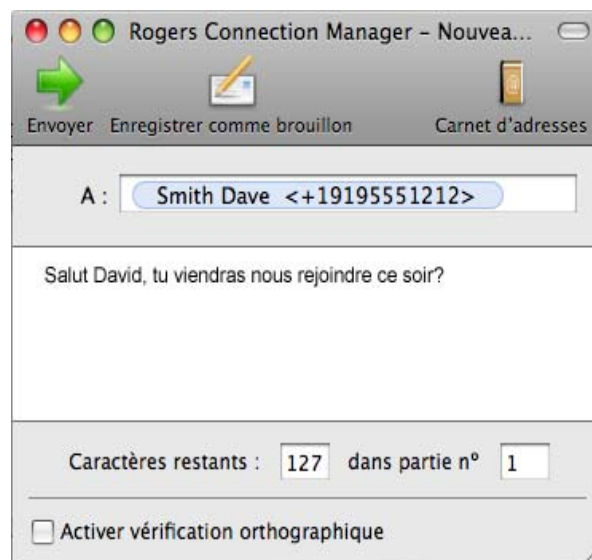 Rogers Connection Manager – Nouvea...
Envoyer Enregistrer comme brouillon Carnet d'adresses
A : Smith Dave <+19195551212>
Salut David, tu viendras nous rejoindre ce soir?
Caractères restants : 127 dans partie nº 1
Activer vérification orthographique